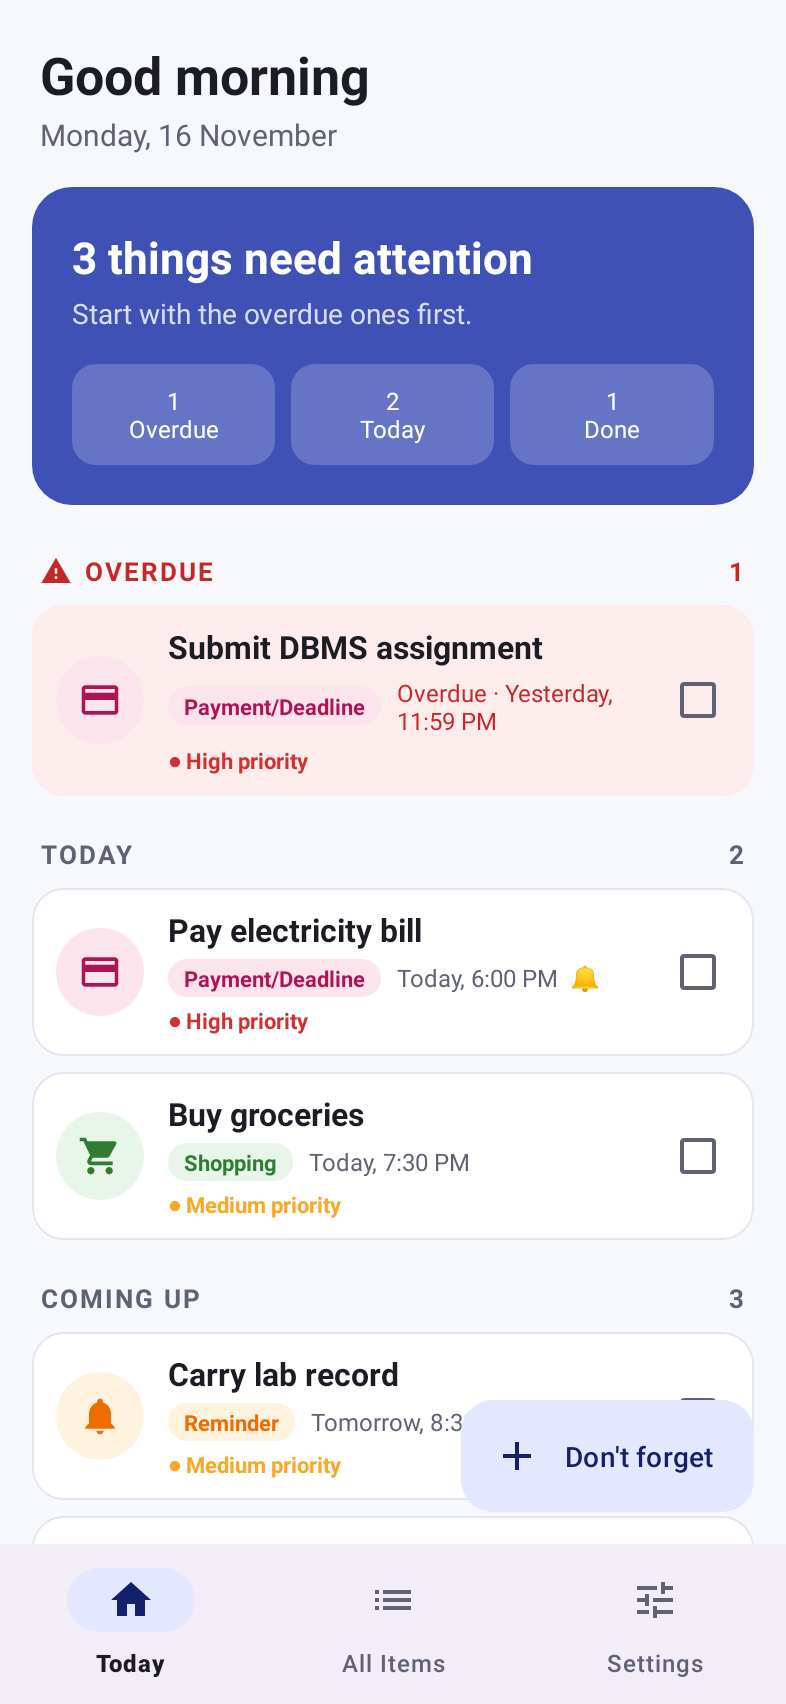 Good morning
Monday, 16 November
3 things need attention
Start with the overdue ones first.
1
Overdue
2
Today
1
Done
OVERDUE
1
Submit DBMS assignment
Payment/Deadline
Overdue · Yesterday,
11:59 PM
● High priority
TODAY
2
Pay electricity bill
Payment/Deadline
Today, 6:00 PM 🔔
● High priority
Buy groceries
Shopping
Today, 7:30 PM
● Medium priority
COMING UP
3
Carry lab record
Reminder
Tomorrow, 8:3
● Medium priority
Don't forget
Today
All Items
Settings